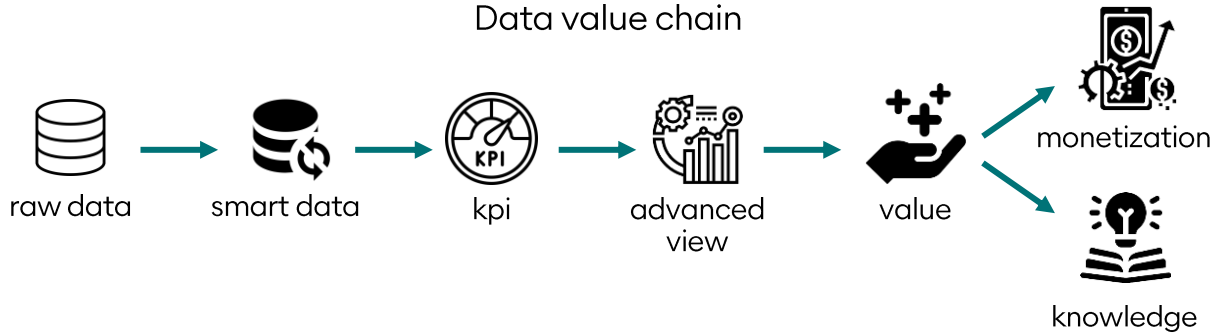 Data value chain
raw data
smart data
KPI
kpi
advanced
view
value
$
$
monetization
knowledge